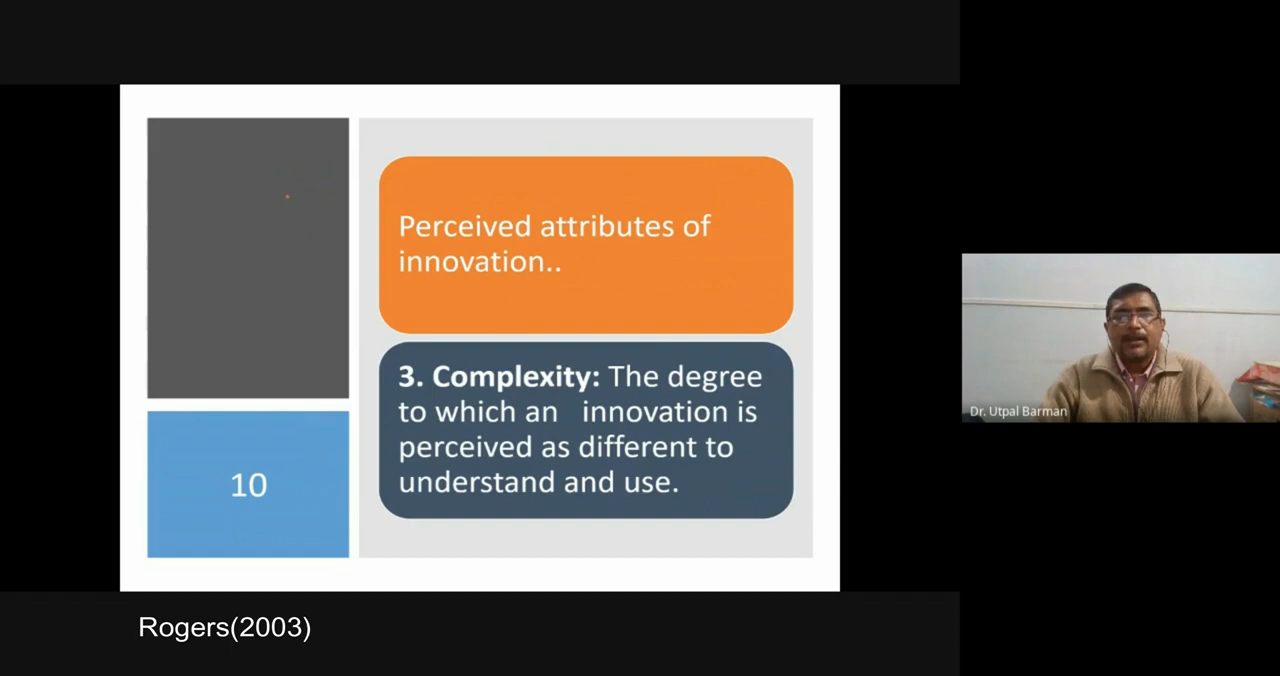 Perceived attributes of
innovation..
3. Complexity: The degree
to which an innovation is
perceived as different to
understand and use.
10
Dr. Utpal Barman
Rogers(2003)